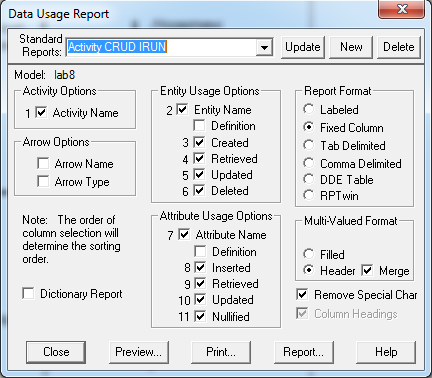 Data Usage Report
Standard Reports: Activity CRUD IRUN Update New Delete
Model: lab8
Activity Options
1 Activity Name
Arrow Options
Arrow Name
Arrow Type
Note: The order of
column selection will
determine the sorting
order.
Dictionary Report
Entity Usage Options
2 Entity Name
Definition
3 Created
4 Retrieved
5 Updated
6 Deleted
Attribute Usage Options
7 Attribute Name
Definition
8 Inserted
9 Retrieved
10 Updated
11 Nullified
Report Format
Labeled
Fixed Column
Tab Delimited
Comma Delimited
DDE Table
RPTwin
Multi-Valued Format
Filled
Header Merge
Remove Special Char
Column Headings
Close Preview... Print... Report... Help